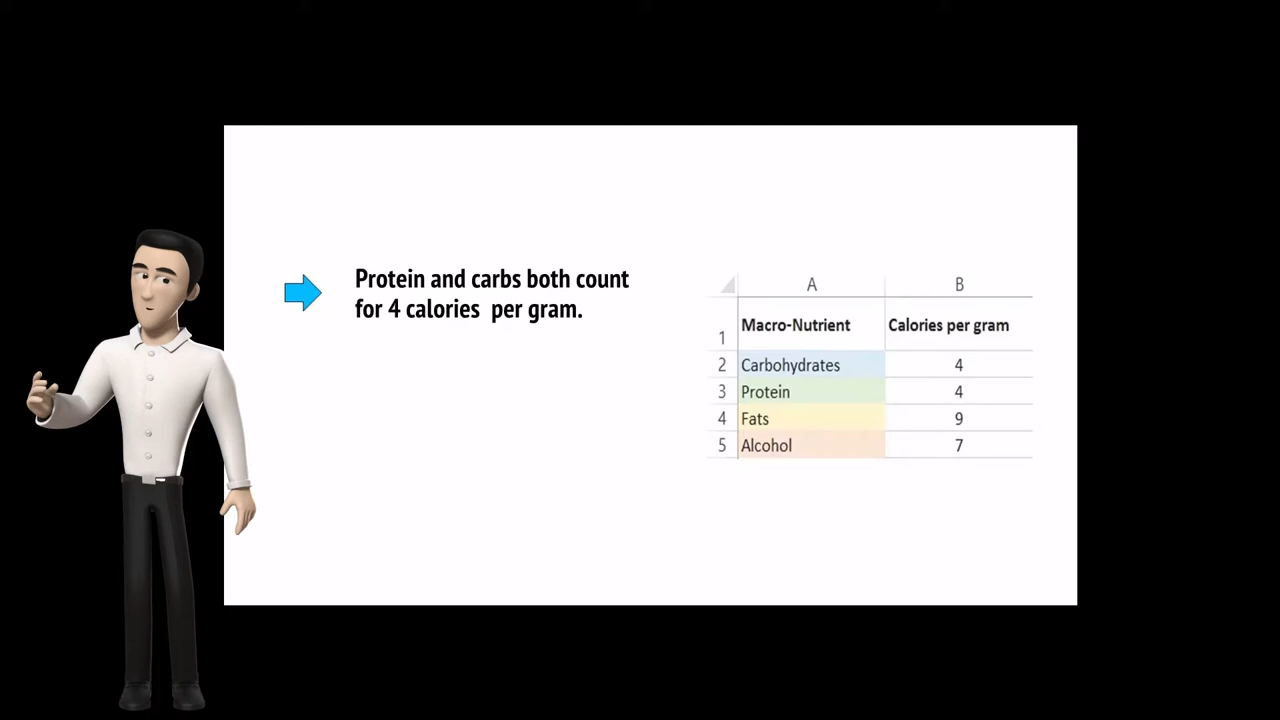 Protein and carbs both count
for 4 calories  per gram.
A B
1 Macro-Nutrient Calories per gram
2 Carbohydrates 4
3 Protein 4
4 Fats 9
5 Alcohol 7